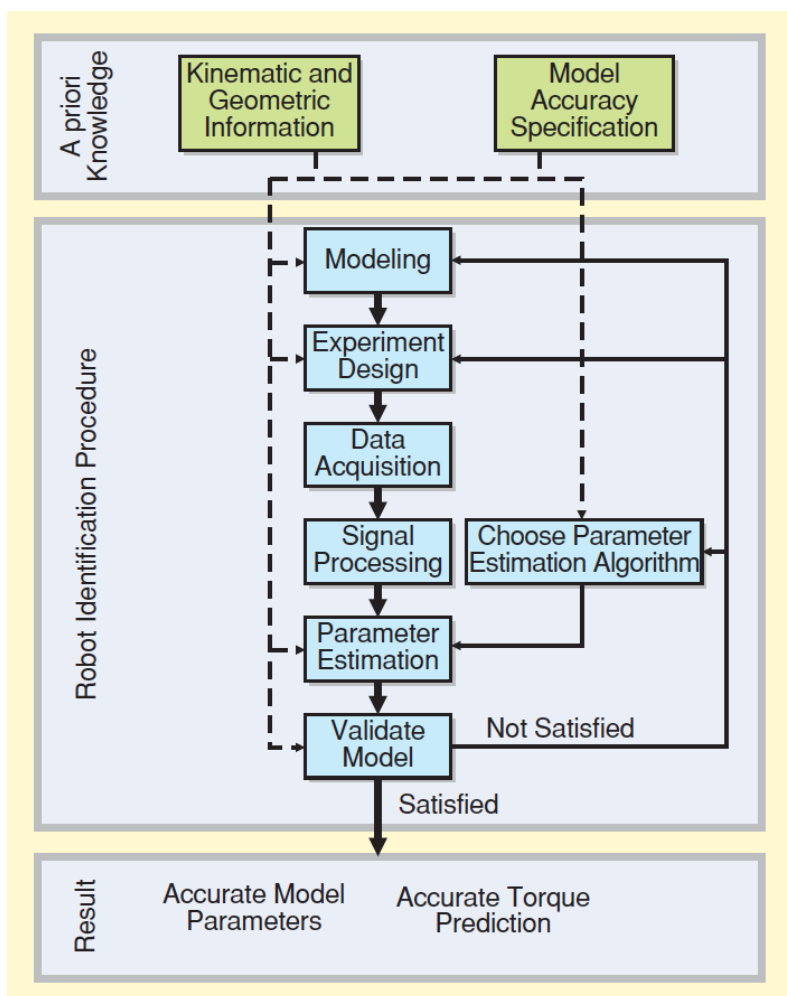 A priori
Knowledge
Kinematic and
Geometric
Information
Model
Accuracy
Specification
Robot Identification Procedure
Modeling
Experiment
Design
Data
Acquisition
Signal
Processing
Choose Parameter
Estimation Algorithm
Parameter
Estimation
Validate
Model
Not Satisfied
Satisfied
Result
Accurate Model
Parameters
Accurate Torque
Prediction